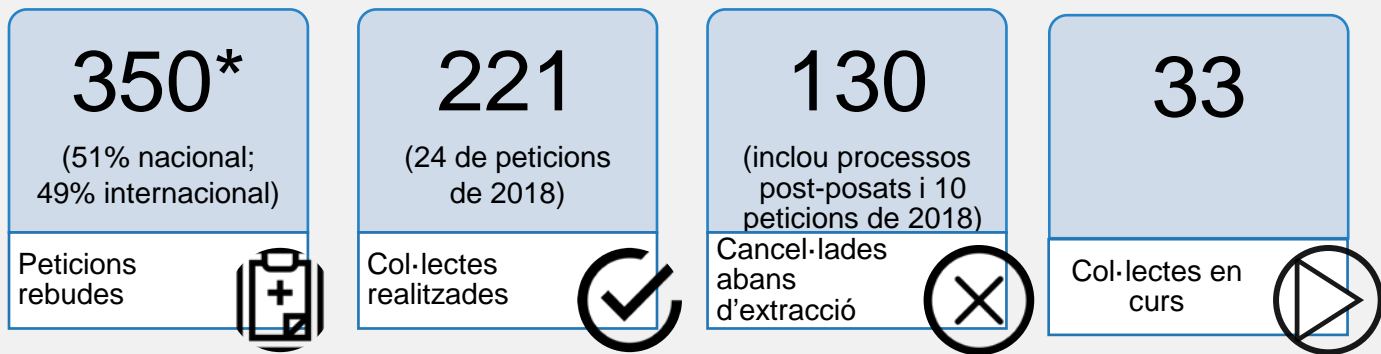 350*
(51% nacional;
49% internacional)
Peticions
rebudes
221
(24 de peticions
de 2018)
Col·lectes
realitzades
130
(inclou processos
post-posats i 10
peticions de 2018)
Cancel·lades
abans
d'extracció
33
Col·lectes en
curs